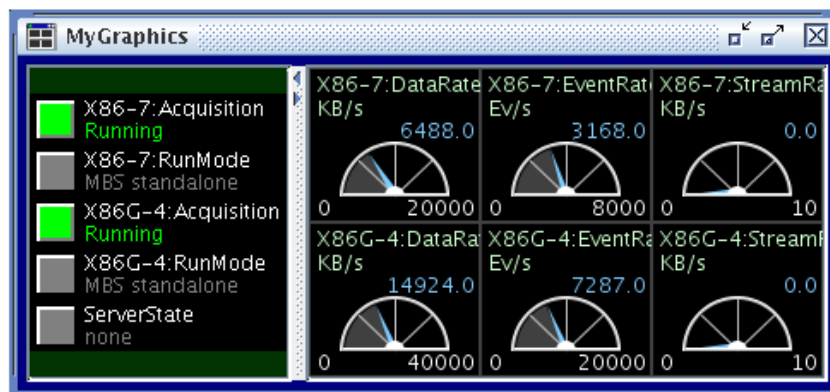 MyGraphics
X86-7:Acquisition
Running
X86-7:RunMode
MBS standalone
X86G-4:Acquisition
Running
X86G-4:RunMode
MBS standalone
ServerState
none
X86-7:DataRate
KB/s
6488.0
0 20000
X86-7:EventRat
Ev/s
3168.0
0 8000
X86-7:StreamRa
KB/s
0.0
0 10
X86G-4:DataRa
KB/s
14924.0
0 40000
X86G-4:EventRa
Ev/s
7287.0
0 20000
X86G-4:StreamR
KB/s
0.0
0 10